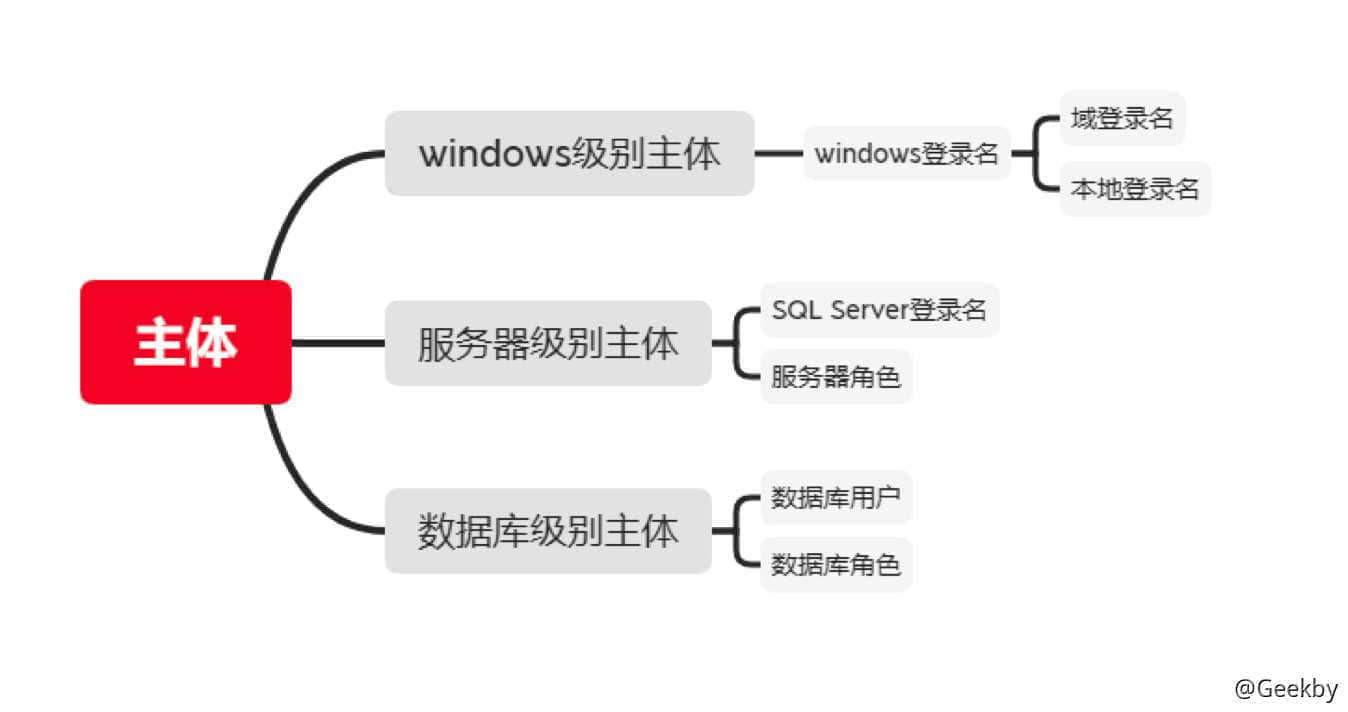 主体
windows级别主体
windows登录名
域登录名
本地登录名
服务器级别主体
SQL Server登录名
服务器角色
数据库级别主体
数据库用户
数据库角色
@Geekby